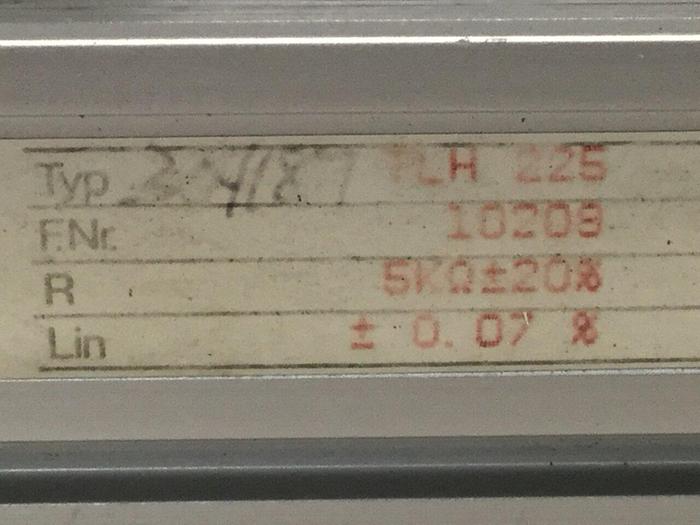 Typ TLH 225
F.Nr. 10209
R 5KΩ±20%
Lin ± 0.07 %